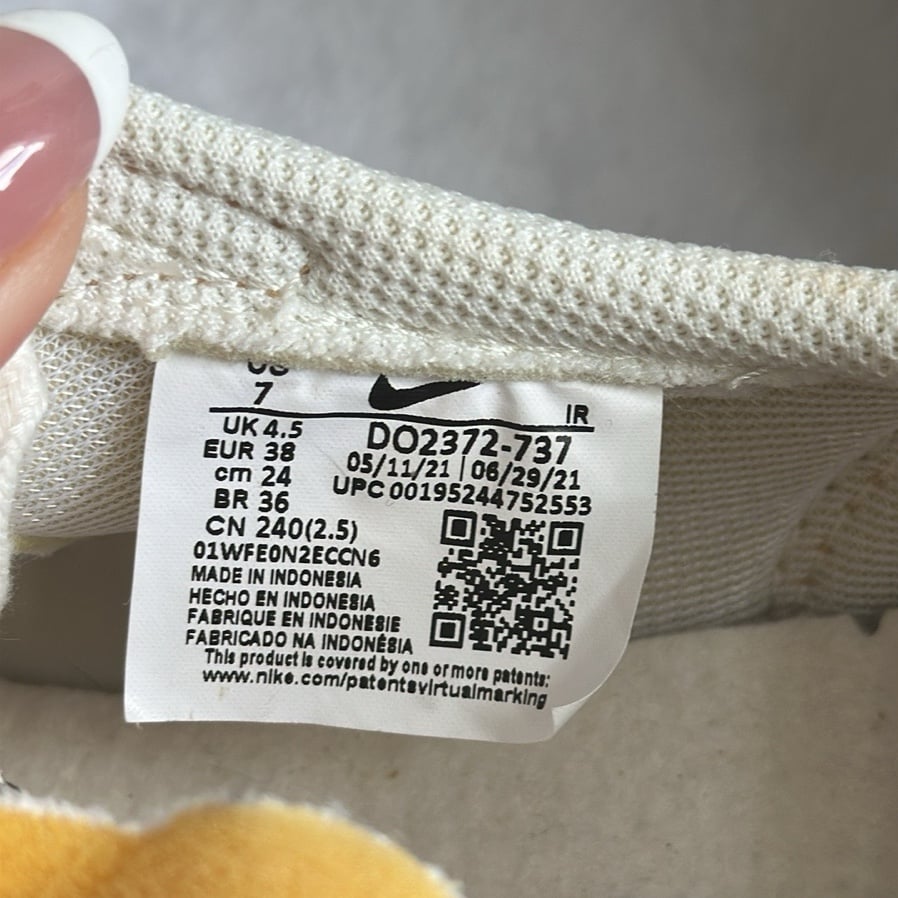 US
7
IR
UK 4.5
EUR 38
cm 24
BR 36
CN 240(2.5)
DO2372-737
05/11/21 | 06/29/21
UPC 00195244752553
01WFE0N2ECCN6
MADE IN INDONESIA
HECHO EN INDONESIA
FABRIQUE EN INDONESIE
FABRICADO NA INDONÉSIA
This product is covered by one or more patents:
www.nike.com/patentsvirtualmarking